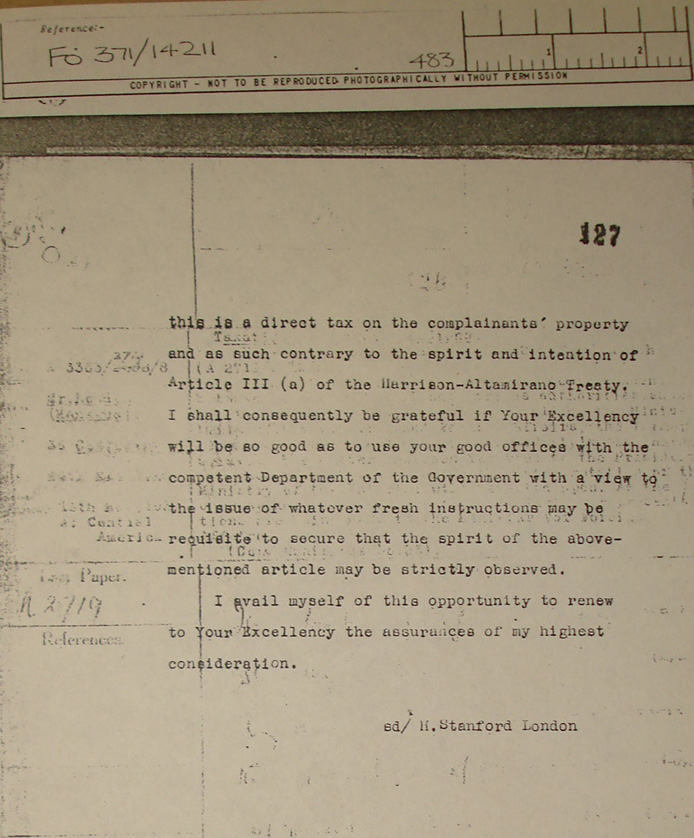 Reference:-
FO 371/14211
483
1
2
COPYRIGHT - NOT TO BE REPRODUCED PHOTOGRAPHICALLY WITHOUT PERMISSION
127
this is a direct tax on the complainants' property
and as such contrary to the spirit and intention of
Article III (a) of the Harrison-Altamirano Treaty.
I shall consequently be grateful if Your Excellency
will be so good as to use your good offices with the
competent Department of the Government with a view to
the issue of whatever fresh instructions may be
requisite to secure that the spirit of the above-
mentioned article may be strictly observed.
Paper.
I avail myself of this opportunity to renew
A 2719
to Your Excellency the assurances of my highest
References.
consideration.
sd/ H.Stanford London